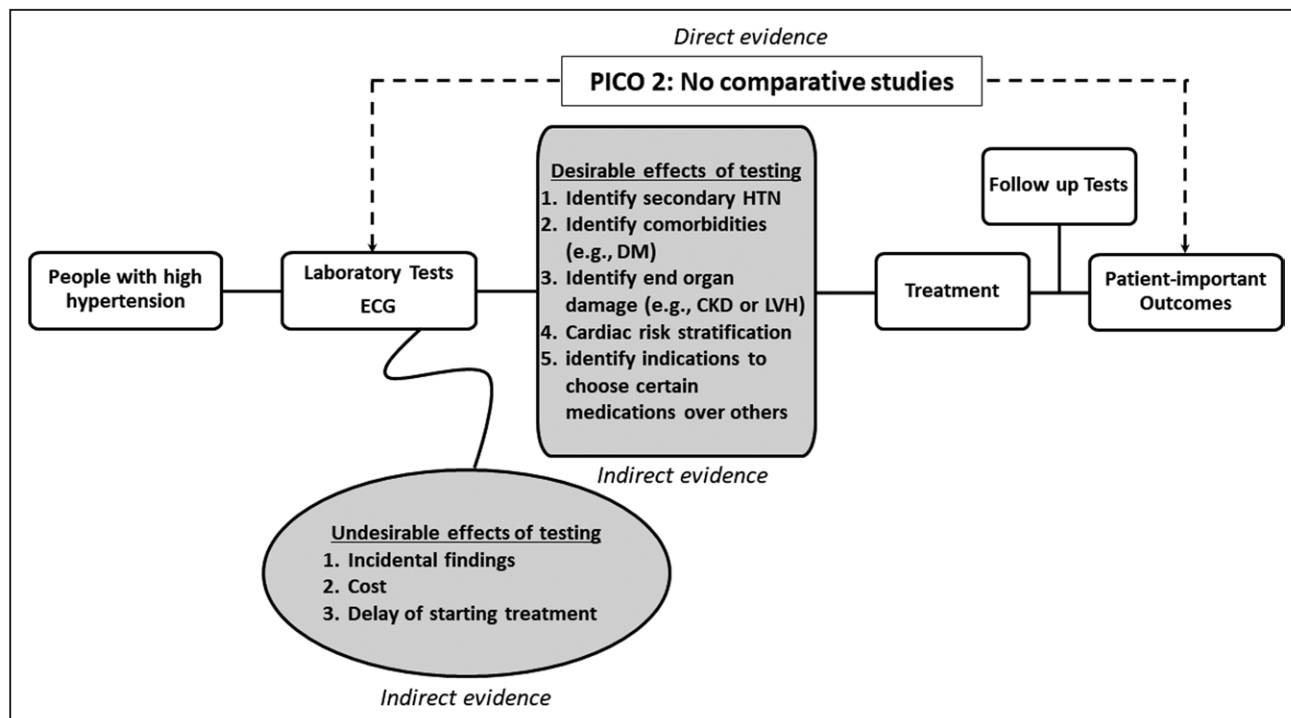 Direct evidence
PICO 2: No comparative studies
People with high
hypertension
Laboratory Tests
ECG
Desirable effects of testing
1. Identify secondary HTN
2. Identify comorbidities
(e.g., DM)
3. Identify end organ
damage (e.g., CKD or LVH)
4. Cardiac risk stratification
5. identify indications to
choose certain
medications over others
Indirect evidence
Treatment
Follow up Tests
Patient-important
Outcomes
Undesirable effects of testing
1. Incidental findings
2. Cost
3. Delay of starting treatment
Indirect evidence